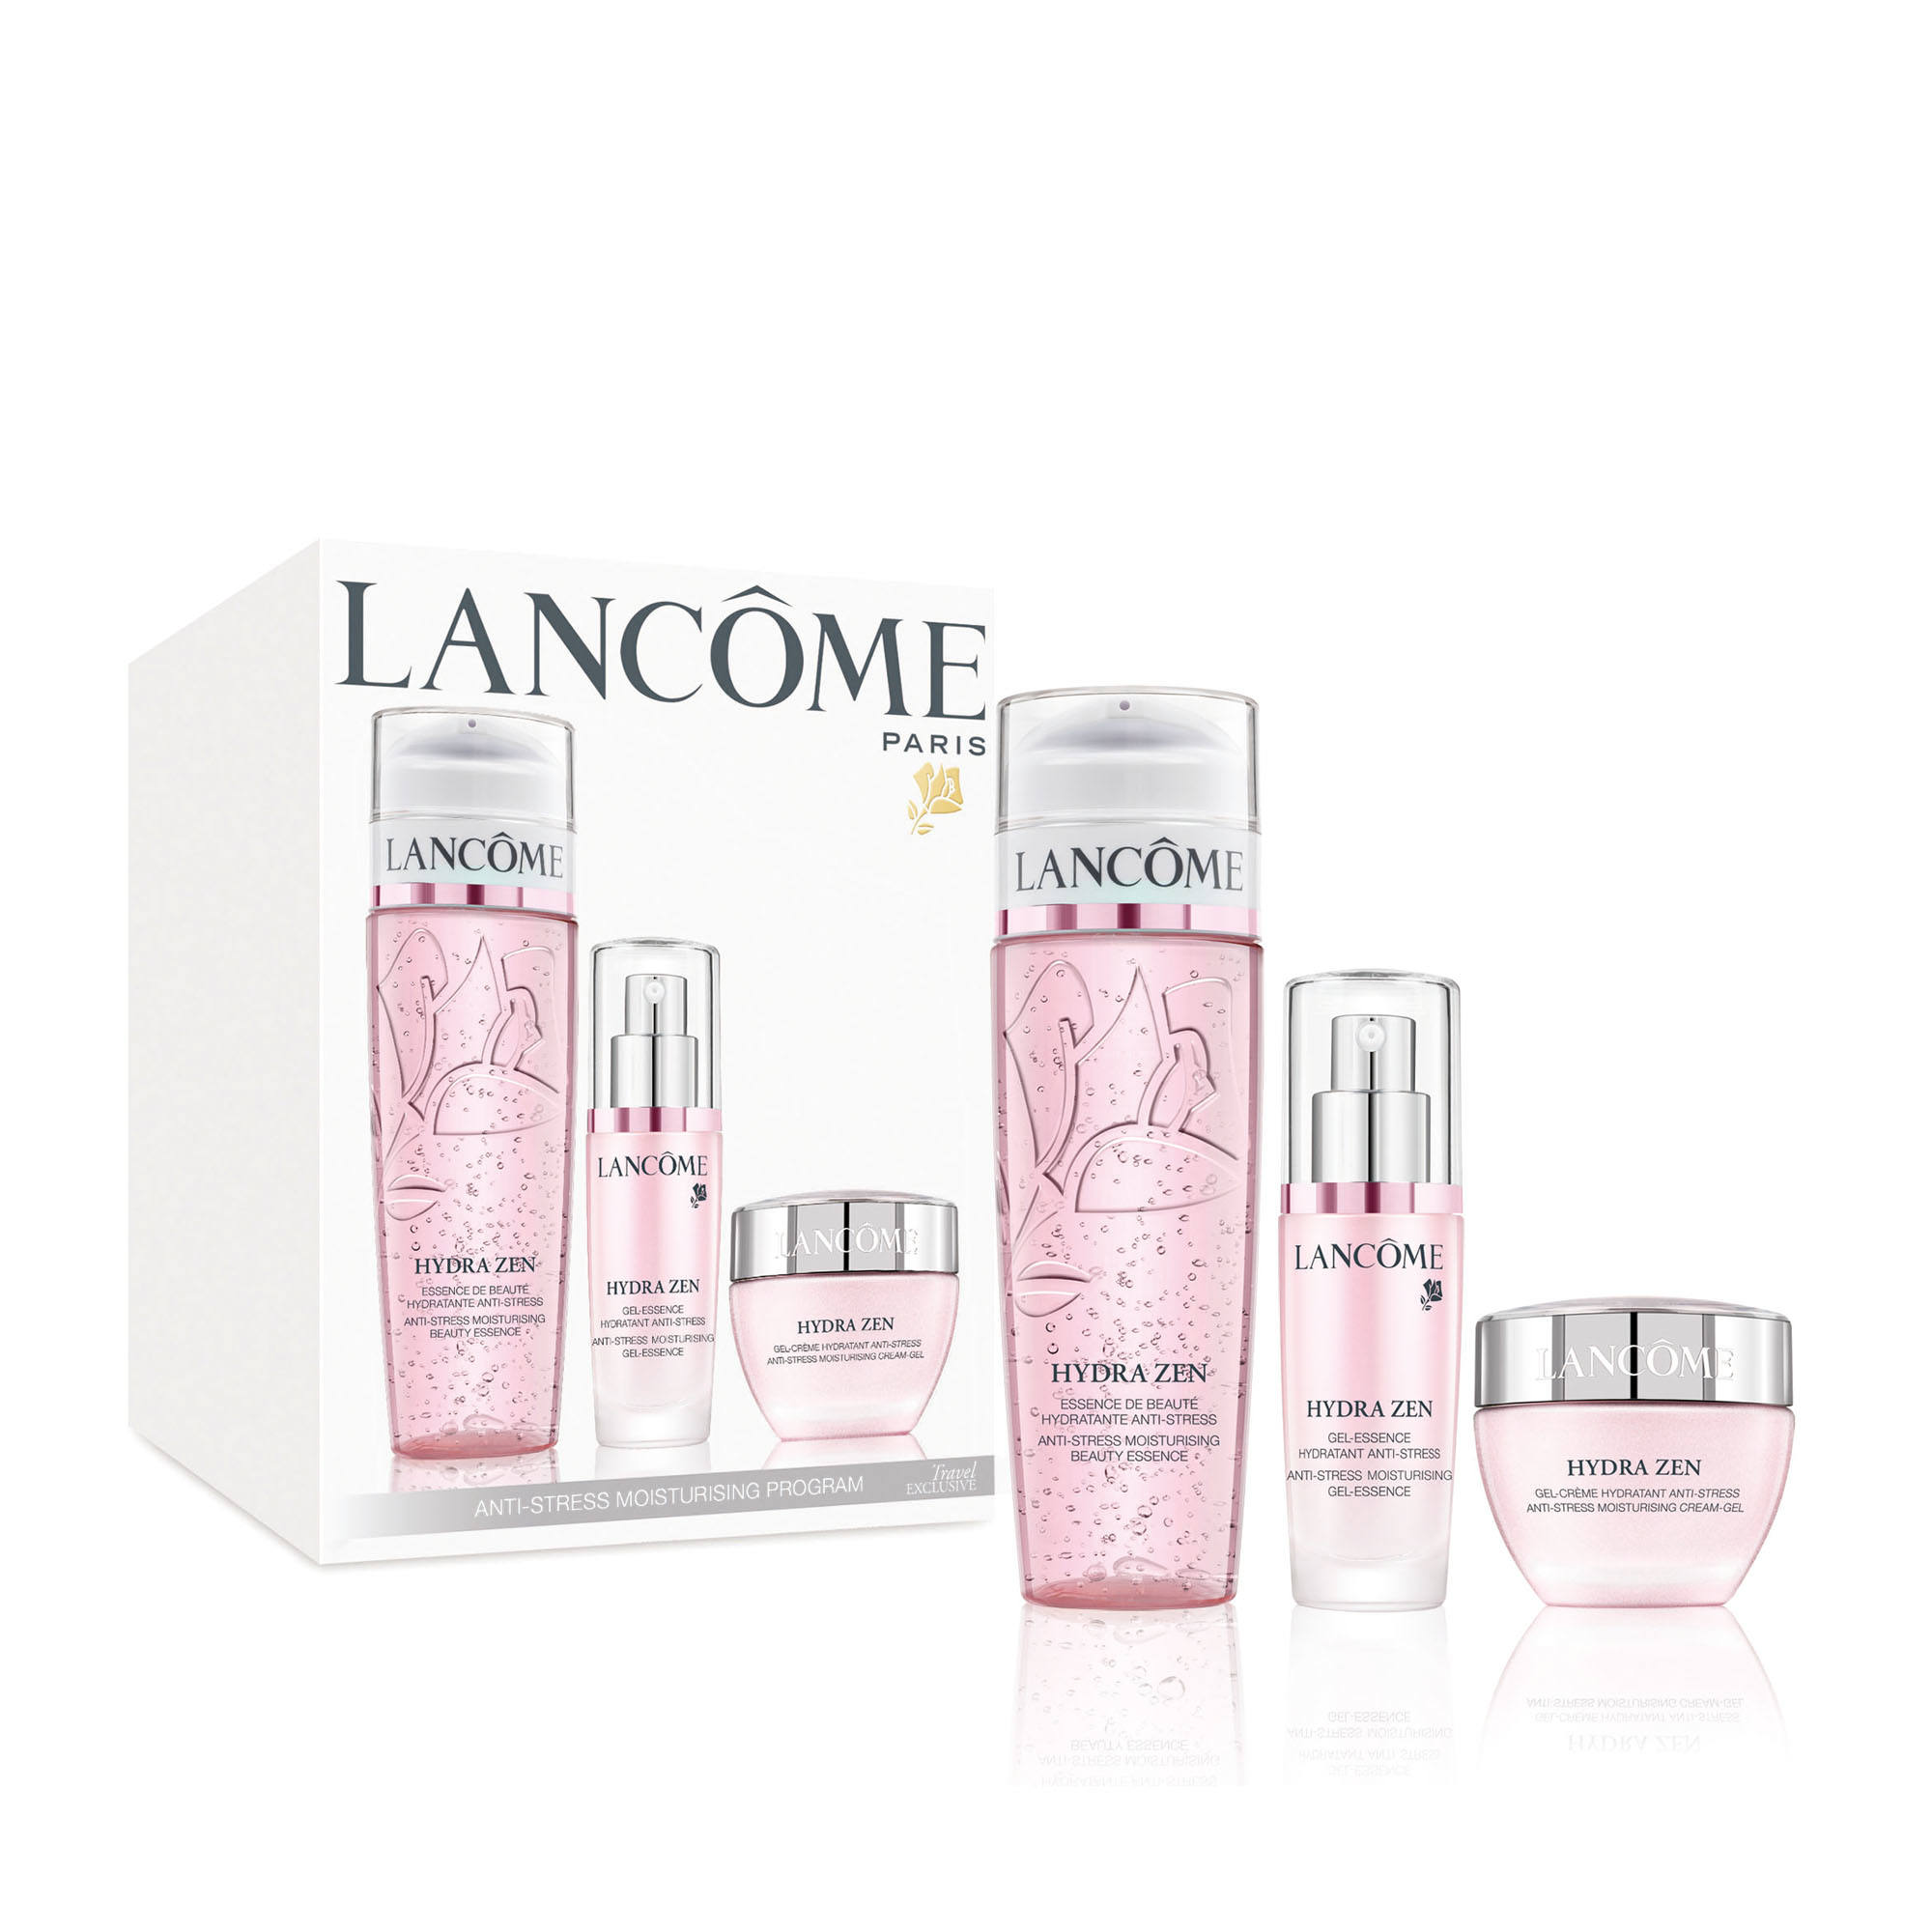 LANCÔME
PARIS
LANCÔME
HYDRA ZEN
ESSENCE DE BEAUTÉ
HYDRATANTE ANTI-STRESS
ANTI-STRESS MOISTURISING
BEAUTY ESSENCE
LANCÔME
HYDRA ZEN
GEL-ESSENCE
HYDRATANT ANTI-STRESS
ANTI-STRESS MOISTURISING
GEL-ESSENCE
LANCÔME
HYDRA ZEN
GEL-CRÈME HYDRATANT ANTI-STRESS
ANTI-STRESS MOISTURISING CREAM-GEL
ANTI-STRESS MOISTURISING PROGRAM
Travel
EXCLUSIVE
LANCÔME
HYDRA ZEN
ESSENCE DE BEAUTÉ
HYDRATANTE ANTI-STRESS
ANTI-STRESS MOISTURISING
BEAUTY ESSENCE
LANCÔME
HYDRA ZEN
GEL-ESSENCE
HYDRATANT ANTI-STRESS
ANTI-STRESS MOISTURISING
GEL-ESSENCE
LANCÔME
HYDRA ZEN
GEL-CRÈME HYDRATANT ANTI-STRESS
ANTI-STRESS MOISTURISING CREAM-GEL